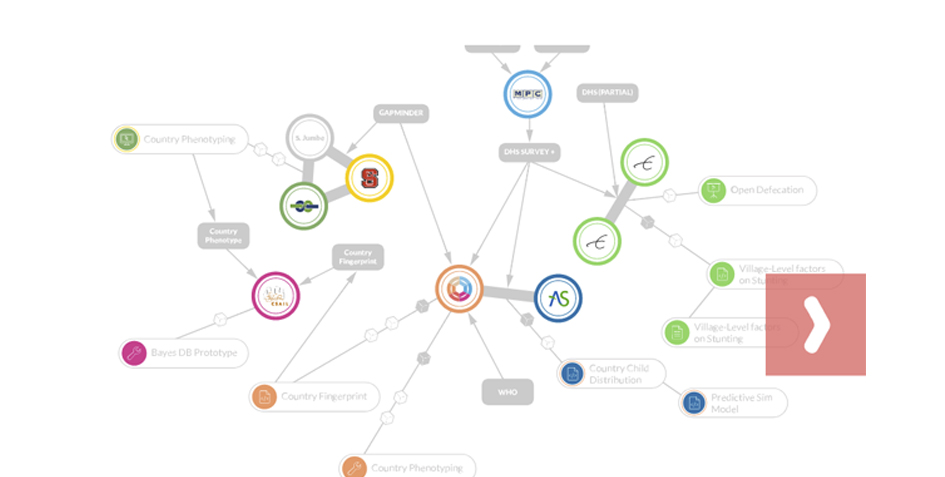 MPC
DHS (PARTIAL)
GAPMINDER
S. Jumbe
Country Phenotyping
DHS SURVEY +
Open Defecation
Country
Phenotype
Country
Fingerprint
Village-Level factors
on Stunting
AS
Village-Level factors
on Stunting
Bayes DB Prototype
Country Child
Distribution
WHO
Country Fingerprint
Predictive Sim
Model
Country Phenotyping